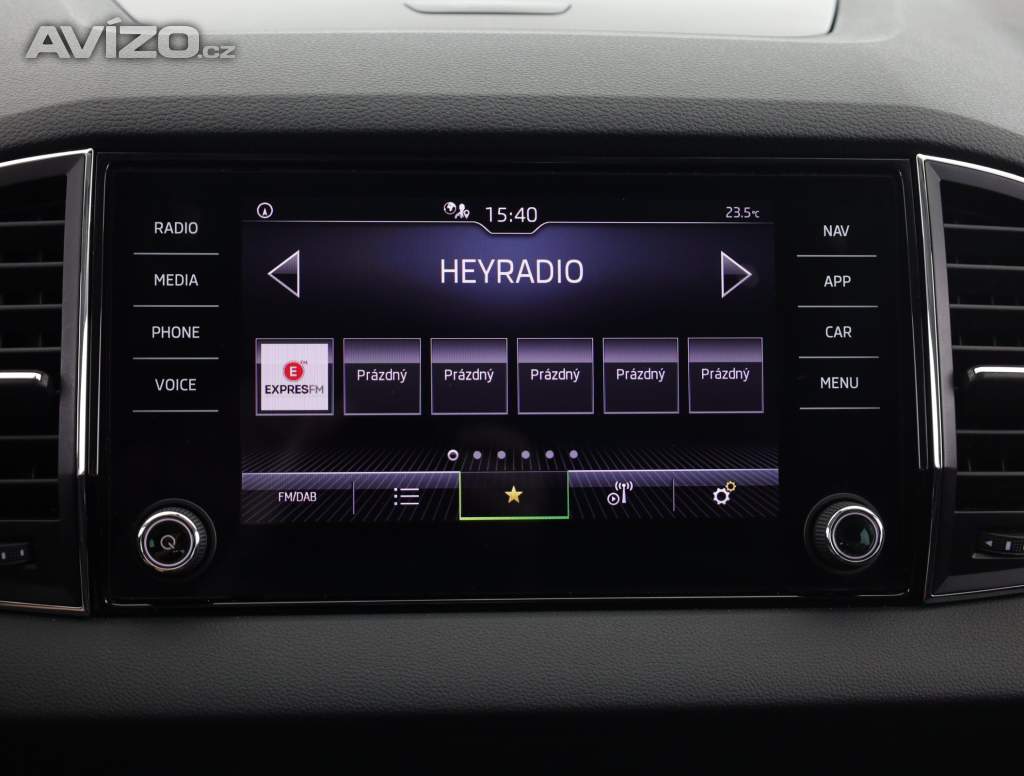 AVÍZO.cz
15:40
23.5°C
RADIO
MEDIA
PHONE
VOICE
HEYRADIO
E FM
EXPRESFM
Prázdný
Prázdný
Prázdný
Prázdný
Prázdný
FM/DAB
NAV
APP
CAR
MENU